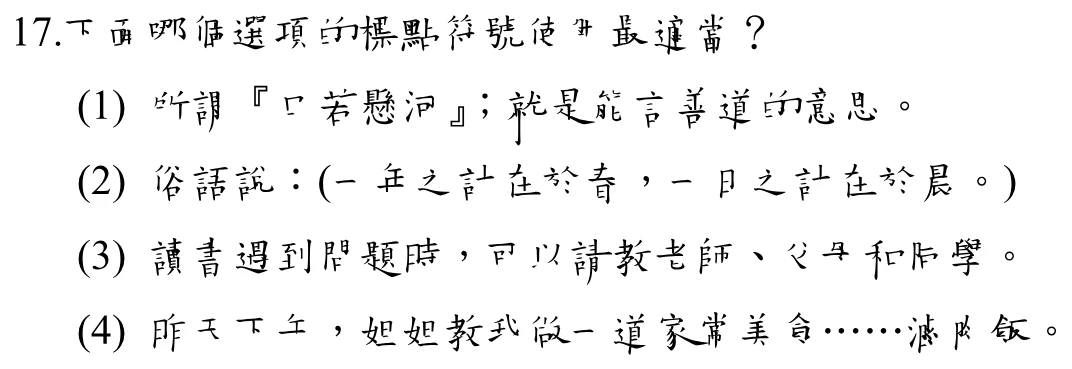 17.下面哪個選項的標點符號使用最適當？
(1) 所謂『口若懸河』；就是能言善道的意思。
(2) 俗話說：(一年之計在於春，一日之計在於晨。)
(3) 讀書遇到問題時，可以請教老師、父母和同學。
(4) 昨天下午，姐姐教我做一道家常美食……滷肉飯。